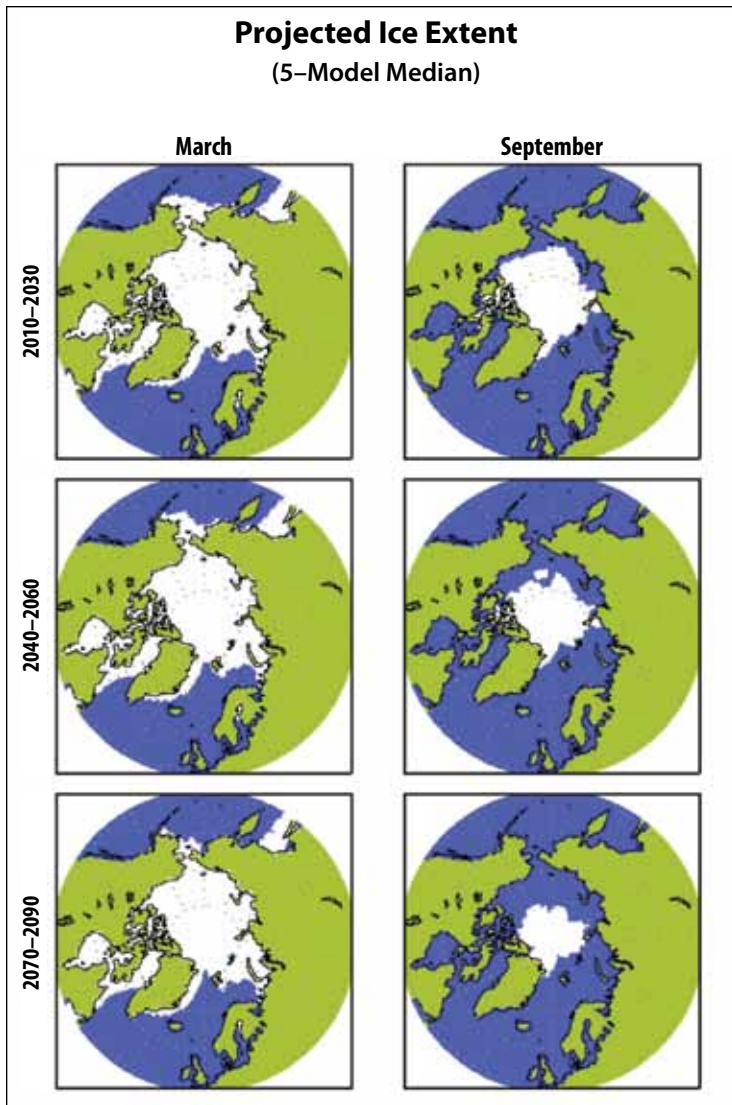 Projected Ice Extent
(5–Model Median)
March
September
2010–2030
2040–2060
2070–2090